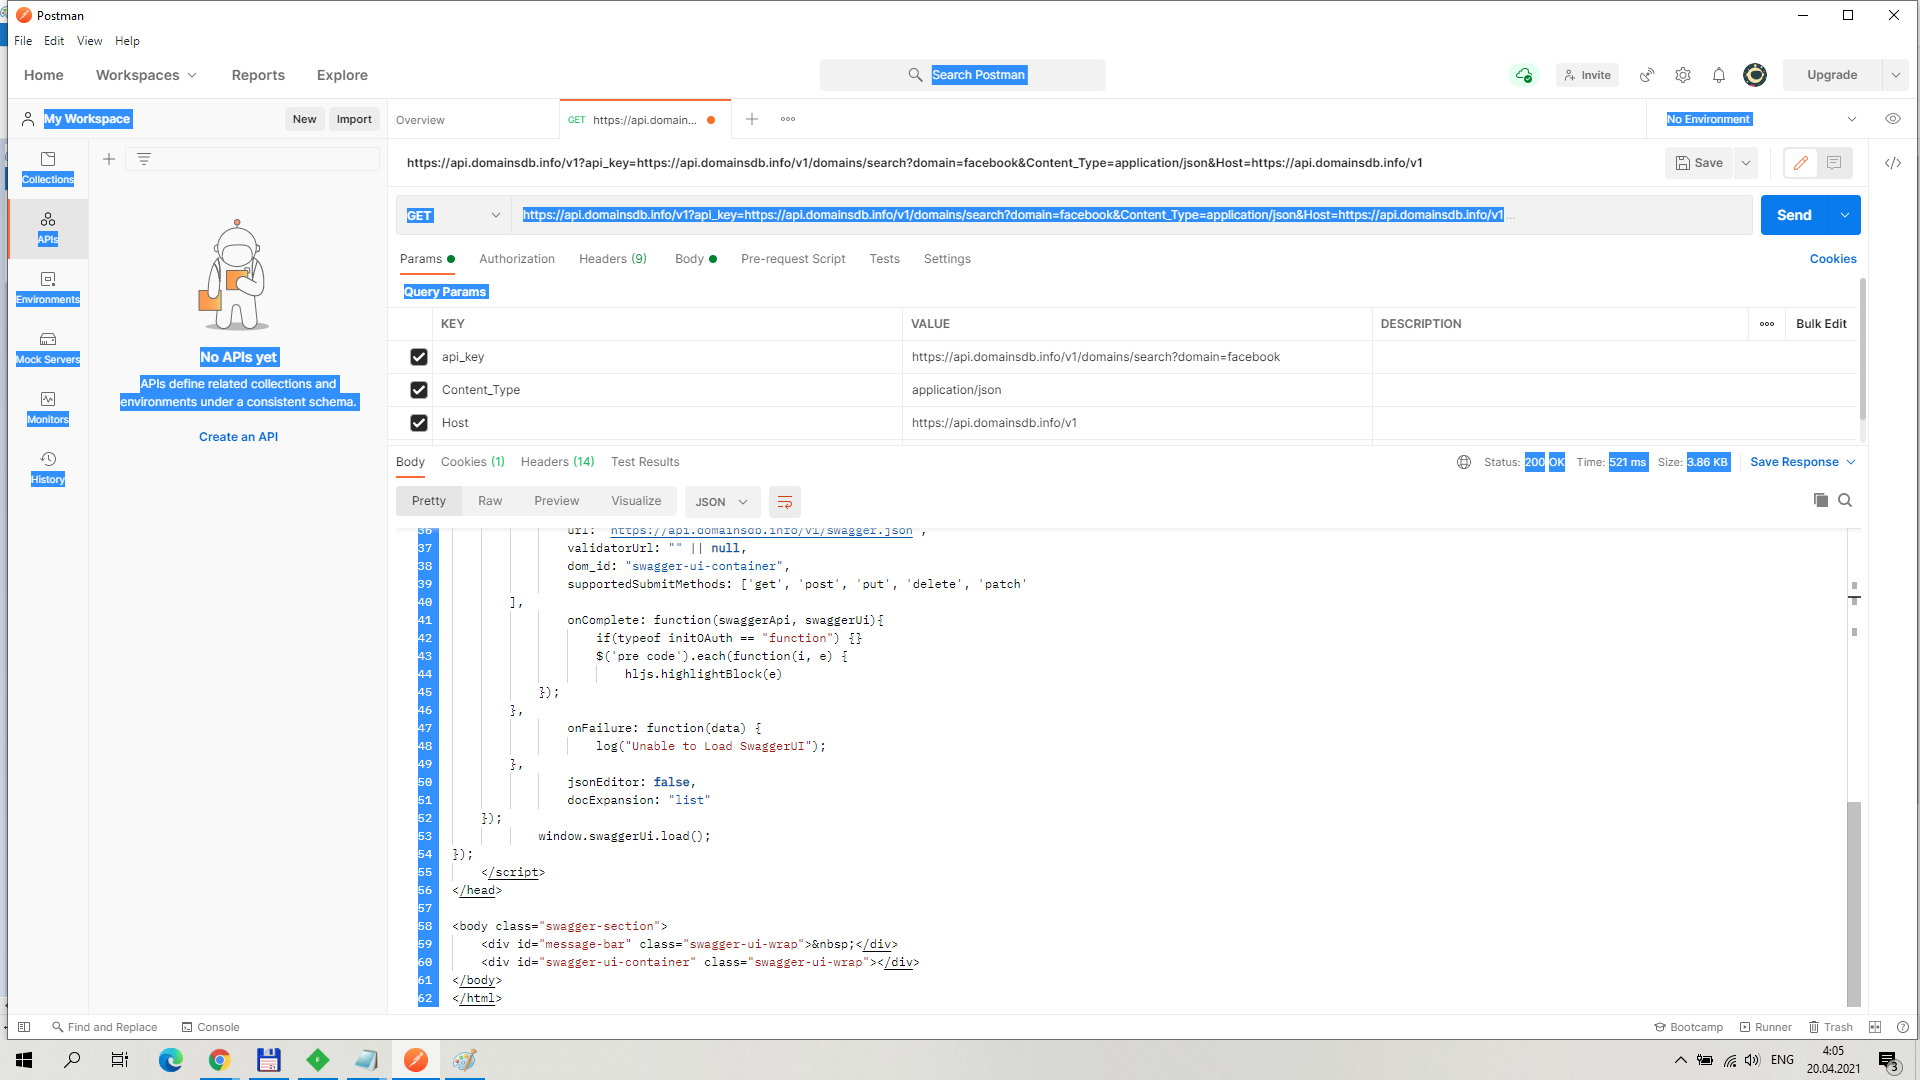 Postman
File Edit View Help
Home Workspaces Reports Explore Search Postman Invite Upgrade
My Workspace New Import Overview GET https://api.domain... No Environment
Collections
APIs
Environments
Mock Servers
Monitors
History
No APIs yet
APIs define related collections and
environments under a consistent schema.
Create an API
https://api.domainsdb.info/v1?api_key=https://api.domainsdb.info/v1/domains/search?domain=facebook&Content_Type=application/json&Host=https://api.domainsdb.info/v1 Save
GET https://api.domainsdb.info/v1?api_key=https://api.domainsdb.info/v1/domains/search?domain=facebook&Content_Type=application/json&Host=https://api.domainsdb.info/v1 ... Send
Params Authorization Headers (9) Body Pre-request Script Tests Settings Cookies
Query Params
KEY VALUE DESCRIPTION Bulk Edit
api_key https://api.domainsdb.info/v1/domains/search?domain=facebook
Content_Type application/json
Host https://api.domainsdb.info/v1
Body Cookies (1) Headers (14) Test Results Status: 200 OK Time: 521 ms Size: 3.86 KB Save Response
Pretty Raw Preview Visualize JSON
36 url: "https://api.domainsdb.info/v1/swagger.json",
37 validatorUrl: "" || null,
38 dom_id: "swagger-ui-container",
39 supportedSubmitMethods: ['get', 'post', 'put', 'delete', 'patch'
40 ],
41 onComplete: function(swaggerApi, swaggerUi){
42 if(typeof initOAuth == "function") {}
43 $('pre code').each(function(i, e) {
44 hljs.highlightBlock(e)
45 });
46 },
47 onFailure: function(data) {
48 log("Unable to Load SwaggerUI");
49 },
50 jsonEditor: false,
51 docExpansion: "list"
52 });
53 window.swaggerUi.load();
54 });
55 </script>
56 </head>
57
58 <body class="swagger-section">
59 <div id="message-bar" class="swagger-ui-wrap">&nbsp;</div>
60 <div id="swagger-ui-container" class="swagger-ui-wrap"></div>
61 </body>
62 </html>
Find and Replace Console Bootcamp Runner Trash
ENG 4:05
20.04.2021 3